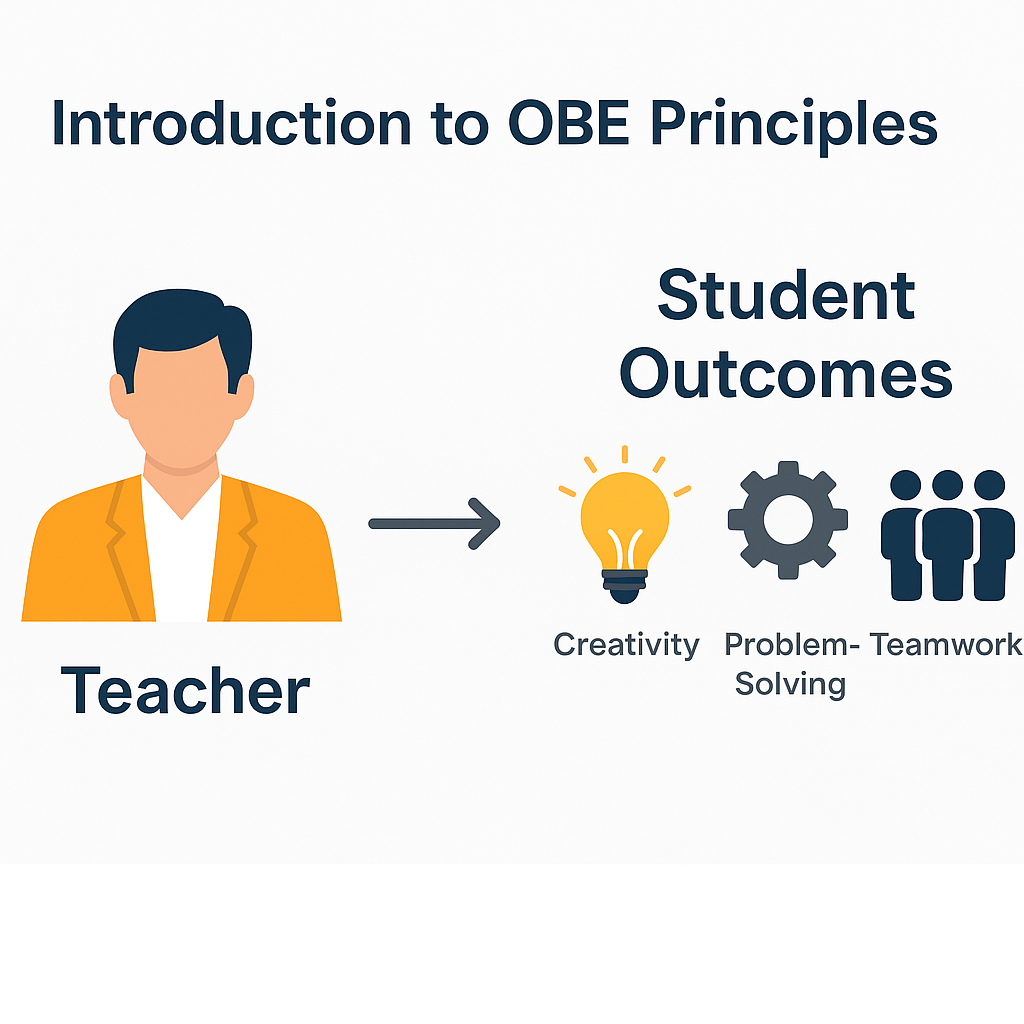 Introduction to OBE Principles
Student
Outcomes
Creativity
Problem-
Solving
Teamwork
Teacher